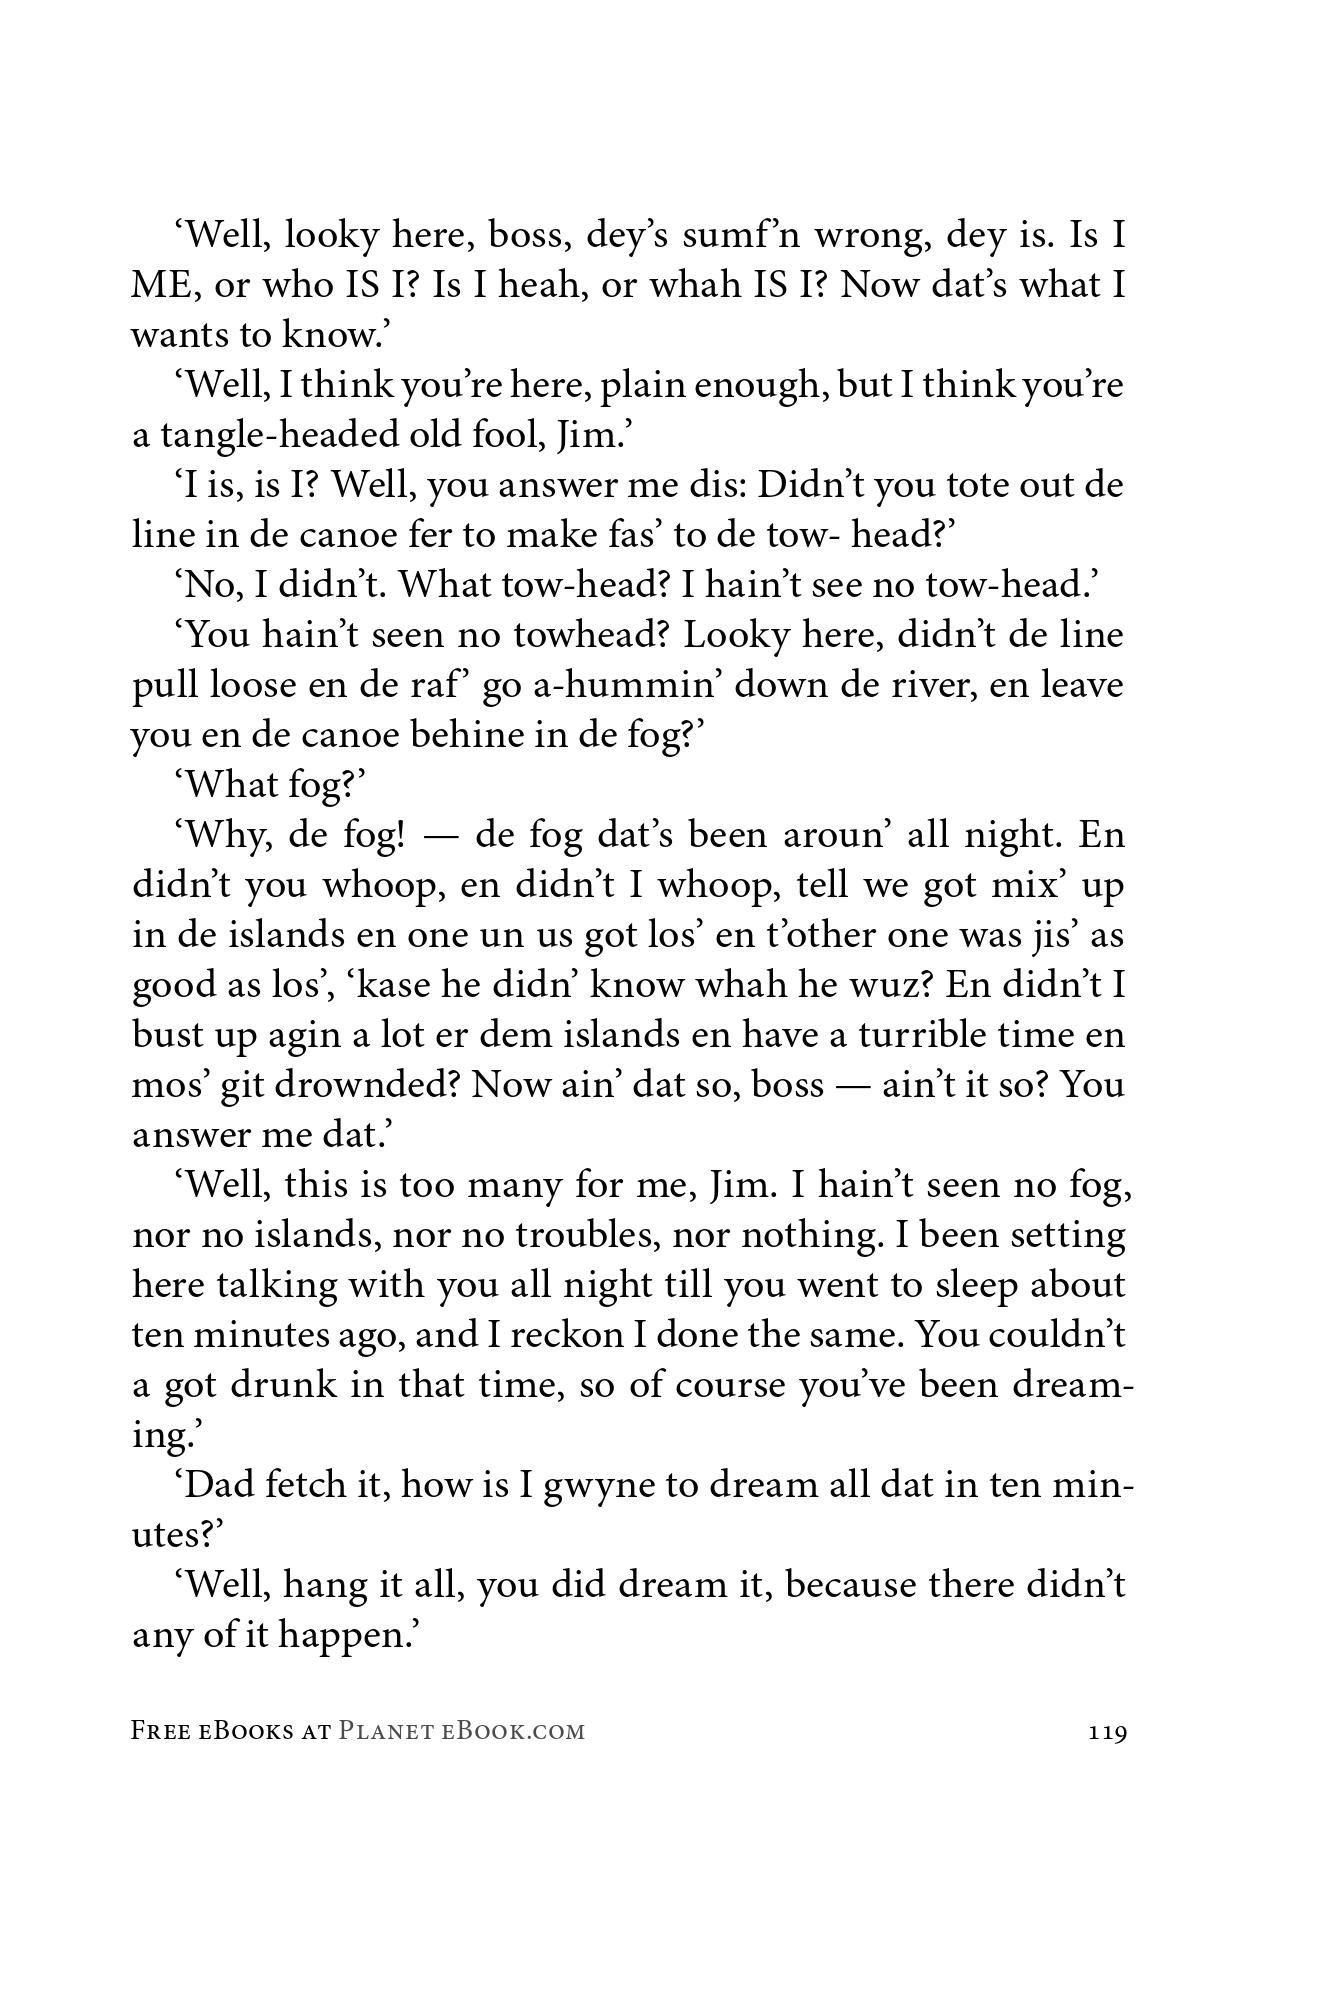 ‘Well, looky here, boss, dey’s sumf’n wrong, dey is. Is I
ME, or who IS I? Is I heah, or whah IS I? Now dat’s what I
wants to know.’
‘Well, I think you’re here, plain enough, but I think you’re
a tangle-headed old fool, Jim.’
‘I is, is I? Well, you answer me dis: Didn’t you tote out de
line in de canoe fer to make fas’ to de tow- head?’
‘No, I didn’t. What tow-head? I hain’t see no tow-head.’
‘You hain’t seen no towhead? Looky here, didn’t de line
pull loose en de raf’ go a-hummin’ down de river, en leave
you en de canoe behine in de fog?’
‘What fog?’
‘Why, de fog! — de fog dat’s been aroun’ all night. En
didn’t you whoop, en didn’t I whoop, tell we got mix’ up
in de islands en one un us got los’ en t’other one was jis’ as
good as los’, ‘kase he didn’ know whah he wuz? En didn’t I
bust up agin a lot er dem islands en have a turrible time en
mos’ git drownded? Now ain’ dat so, boss — ain’t it so? You
answer me dat.’
‘Well, this is too many for me, Jim. I hain’t seen no fog,
nor no islands, nor no troubles, nor nothing. I been setting
here talking with you all night till you went to sleep about
ten minutes ago, and I reckon I done the same. You couldn’t
a got drunk in that time, so of course you’ve been dream-
ing.’
‘Dad fetch it, how is I gwyne to dream all dat in ten min-
utes?’
‘Well, hang it all, you did dream it, because there didn’t
any of it happen.’
Free eBooks at Planet eBook.com 119